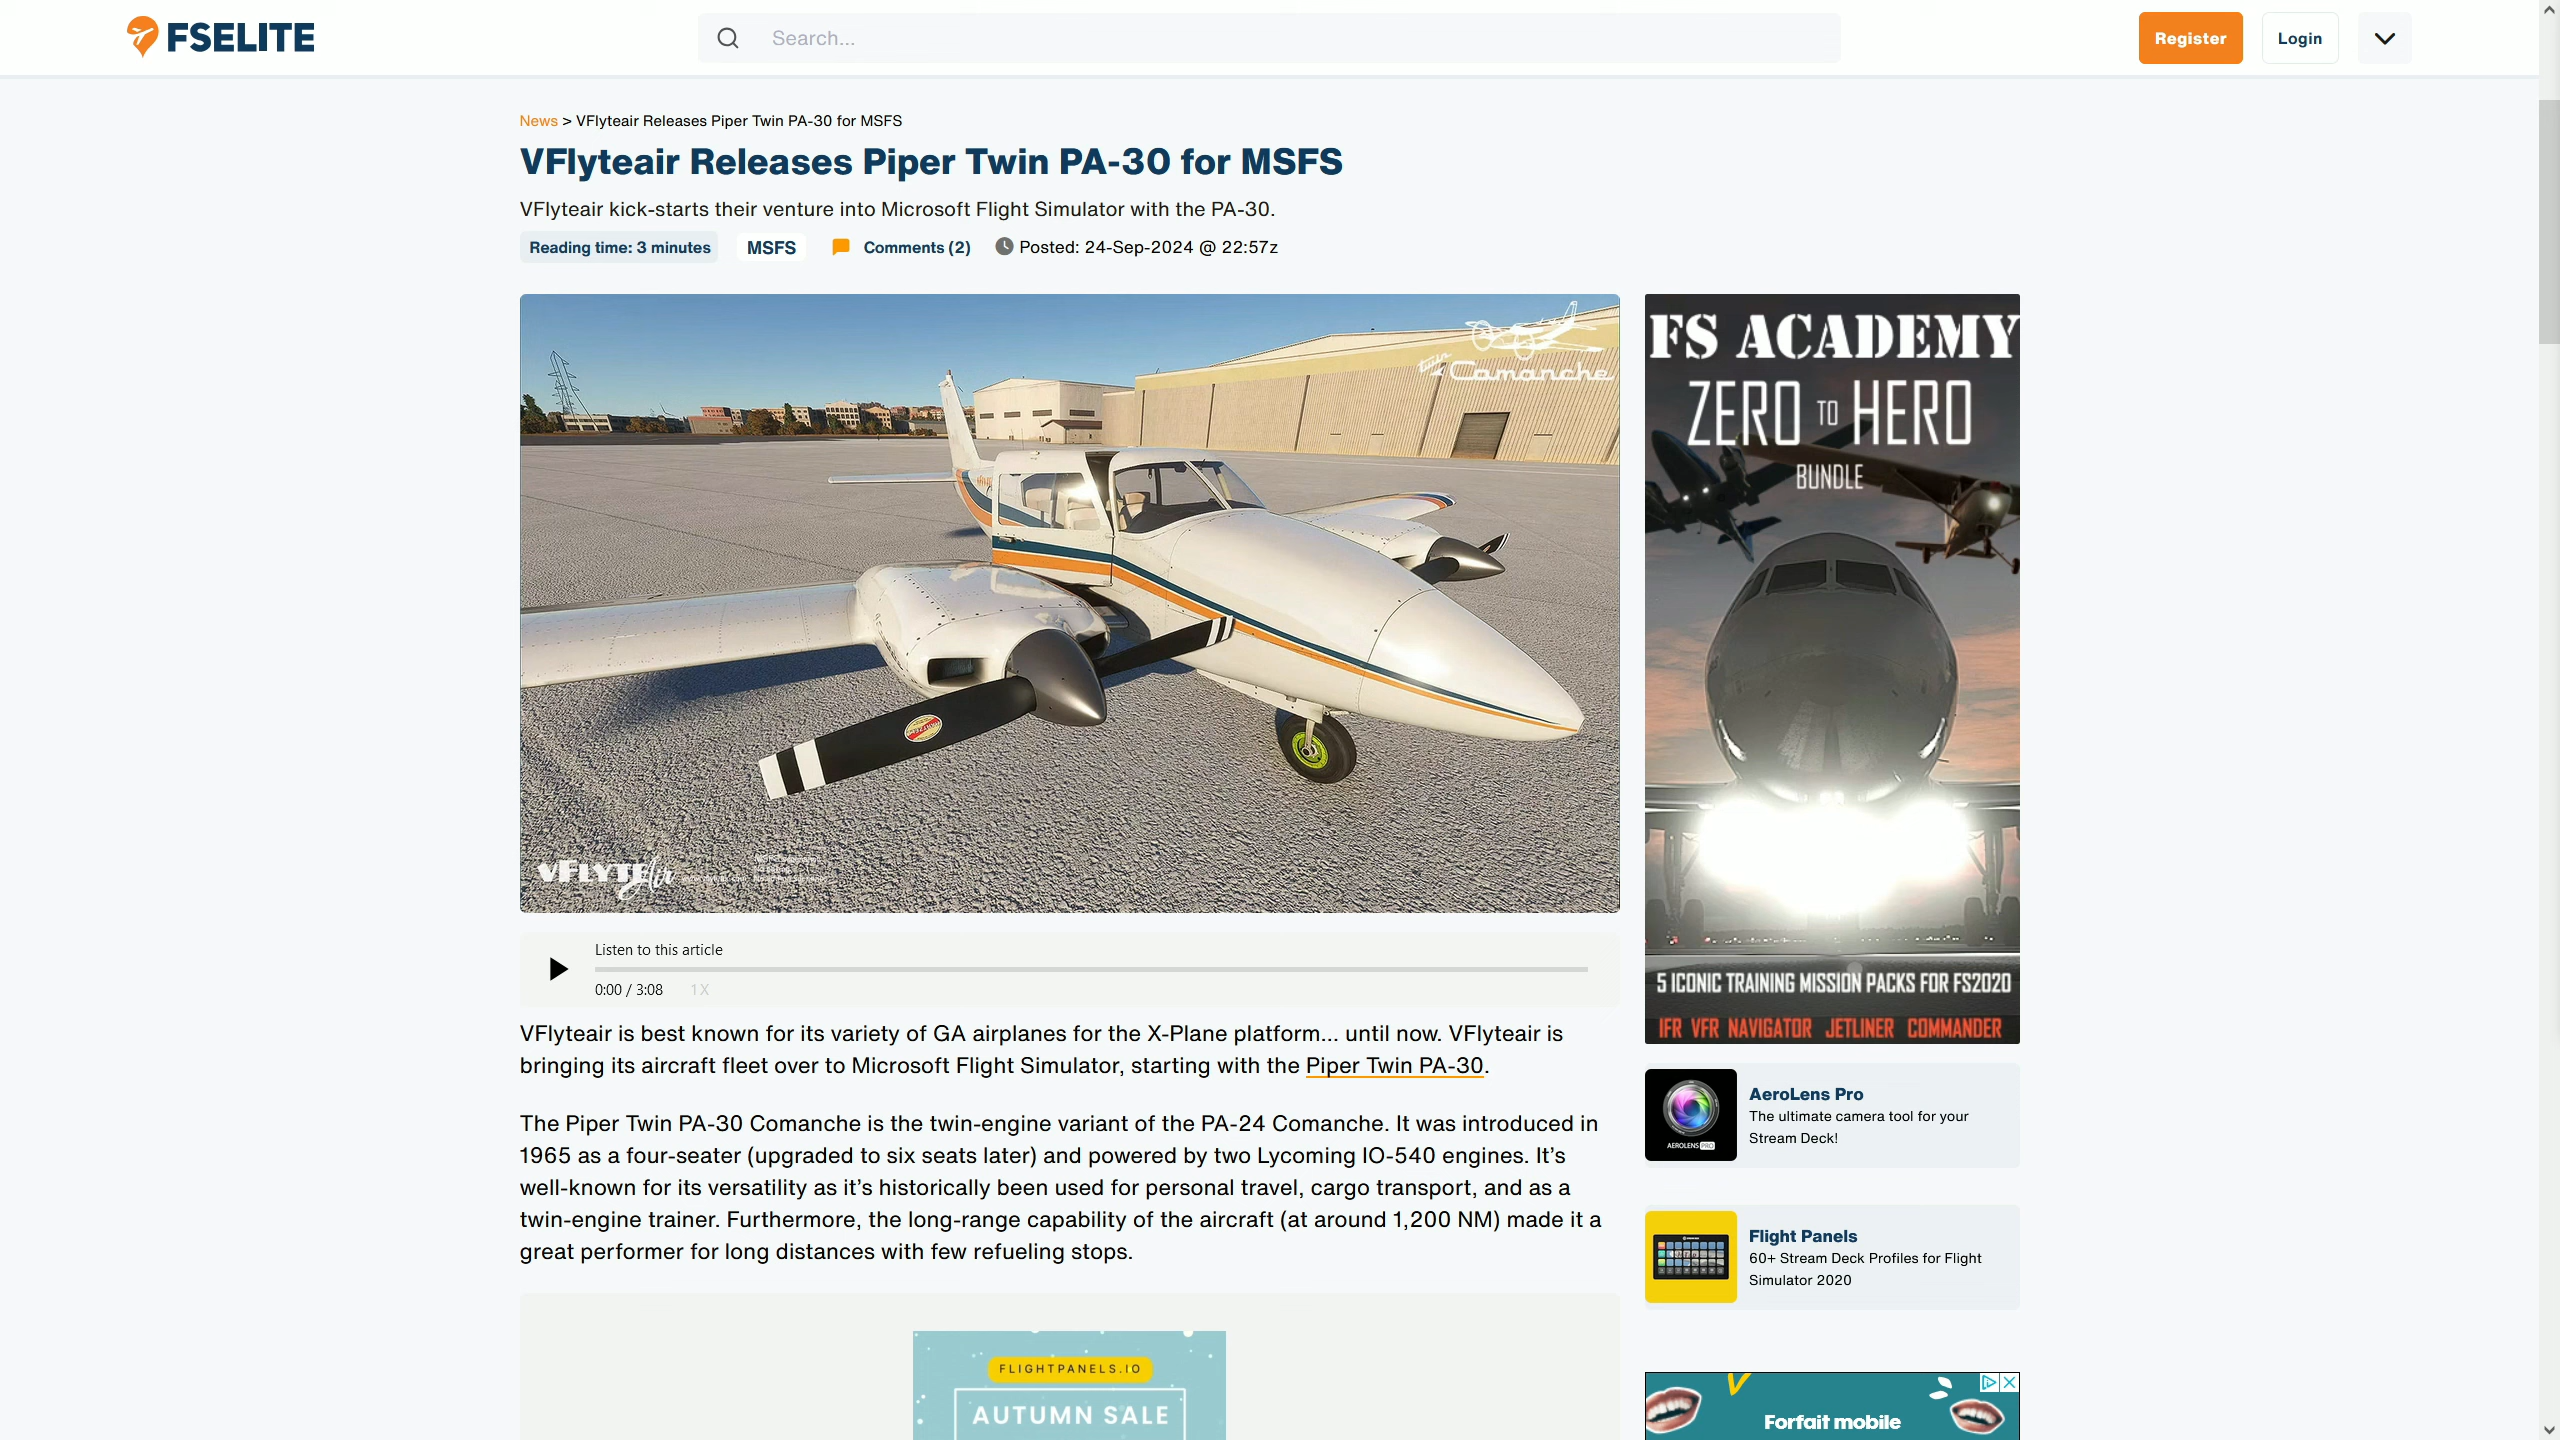 FSELITE
Search...
Register
Login
News > VFlyteair Releases Piper Twin PA-30 for MSFS
VFlyteair Releases Piper Twin PA-30 for MSFS
VFlyteair kick-starts their venture into Microsoft Flight Simulator with the PA-30.
Reading time: 3 minutes
MSFS
Comments (2)
Posted: 24-Sep-2024 @ 22:57z
twin Comanche
VFLYTEAir
Listen to this article
0:00 / 3:08
1X
VFlyteair is best known for its variety of GA airplanes for the X-Plane platform... until now. VFlyteair is
bringing its aircraft fleet over to Microsoft Flight Simulator, starting with the Piper Twin PA-30.
The Piper Twin PA-30 Comanche is the twin-engine variant of the PA-24 Comanche. It was introduced in
1965 as a four-seater (upgraded to six seats later) and powered by two Lycoming IO-540 engines. It’s
well-known for its versatility as it’s historically been used for personal travel, cargo transport, and as a
twin-engine trainer. Furthermore, the long-range capability of the aircraft (at around 1,200 NM) made it a
great performer for long distances with few refueling stops.
FLIGHTPANELS.IO
AUTUMN SALE
FS ACADEMY
ZERO TO HERO
BUNDLE
5 ICONIC TRAINING MISSION PACKS FOR FS2020
IFR VFR NAVIGATOR JETLINER COMMANDER
AEROLENS PRO
AeroLens Pro
The ultimate camera tool for your
Stream Deck!
Flight Panels
60+ Stream Deck Profiles for Flight
Simulator 2020
Forfait mobile